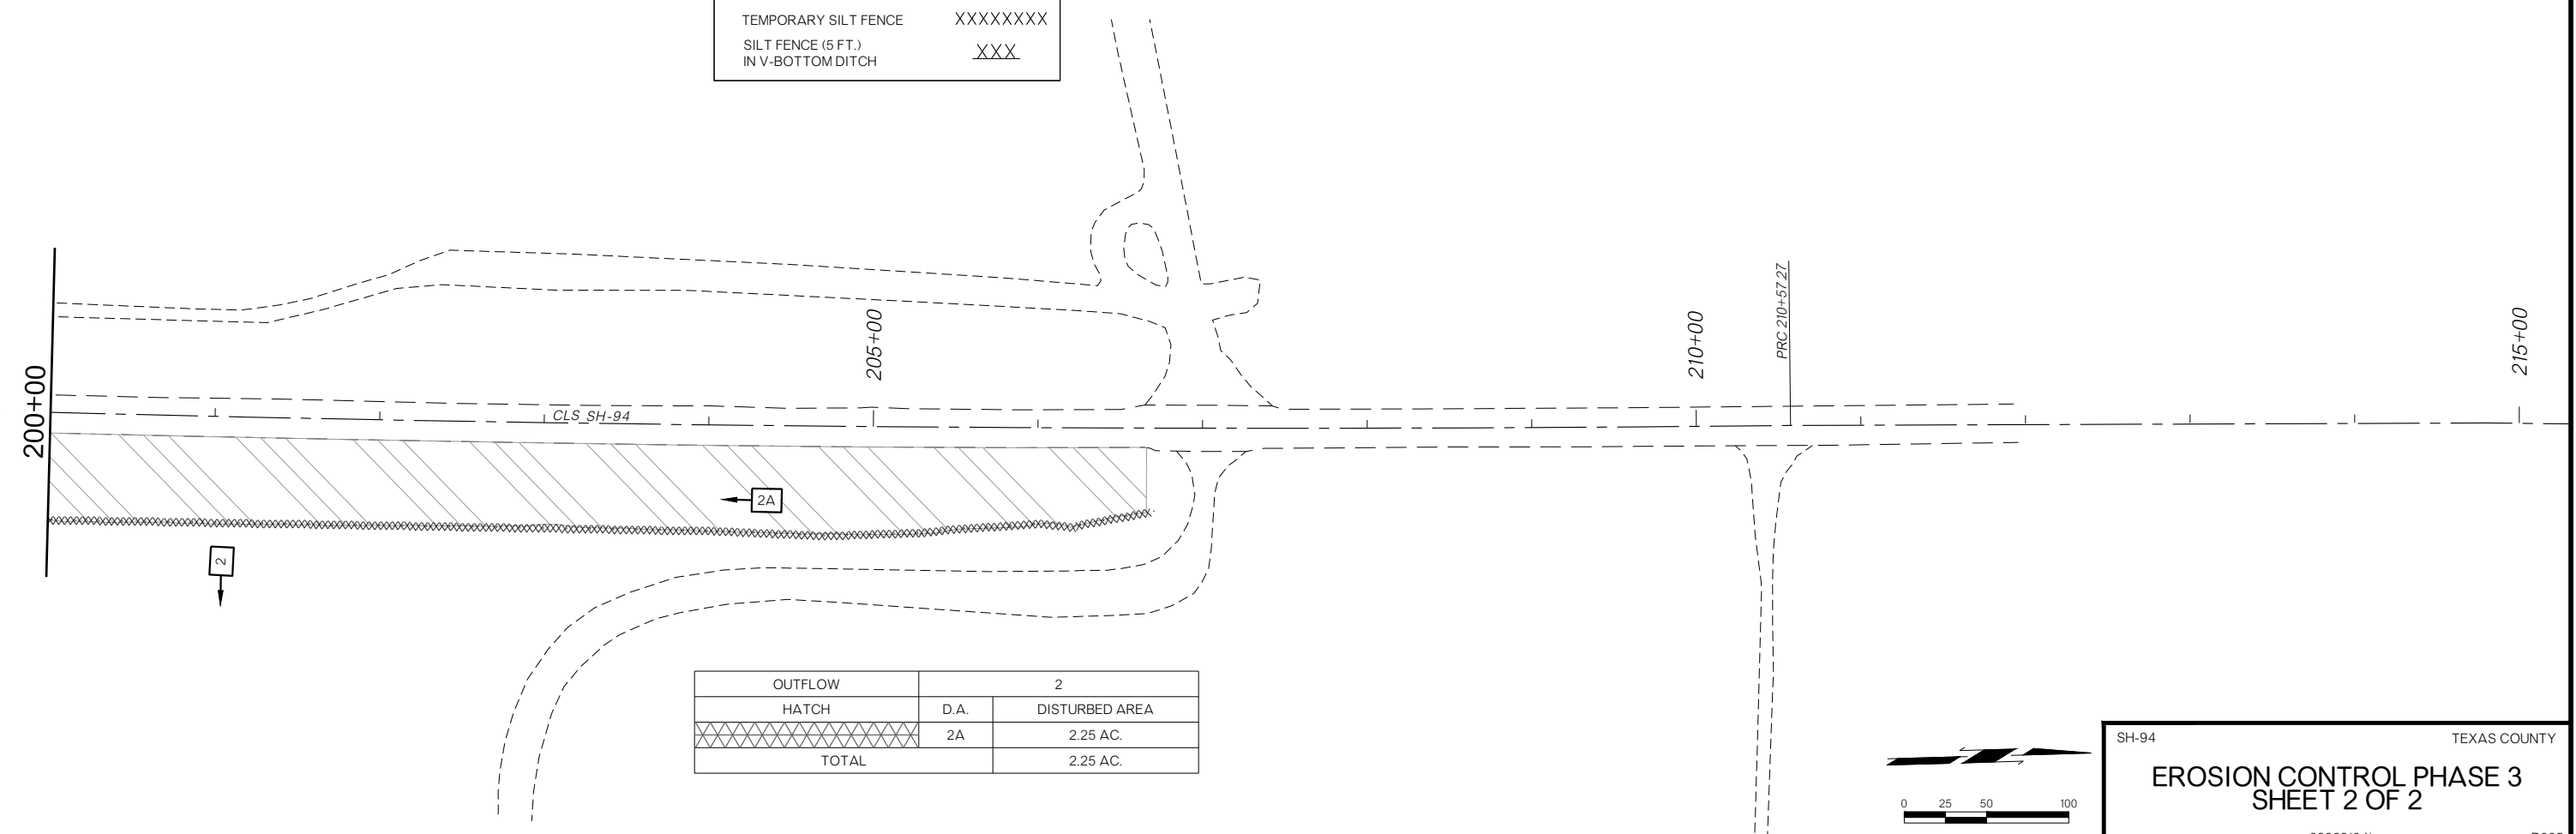 TEMPORARY SILT FENCE XXXXXXXX
SILT FENCE (5 FT.) XXX
IN V-BOTTOM DITCH
200+00
CLS SH-94
205+00
210+00
PRC 210+57.27
215+00
2A
2
OUTFLOW 2
HATCH D.A. DISTURBED AREA
2A 2.25 AC.
TOTAL 2.25 AC.
0 25 50 100
SH-94 TEXAS COUNTY
EROSION CONTROL PHASE 3
SHEET 2 OF 2